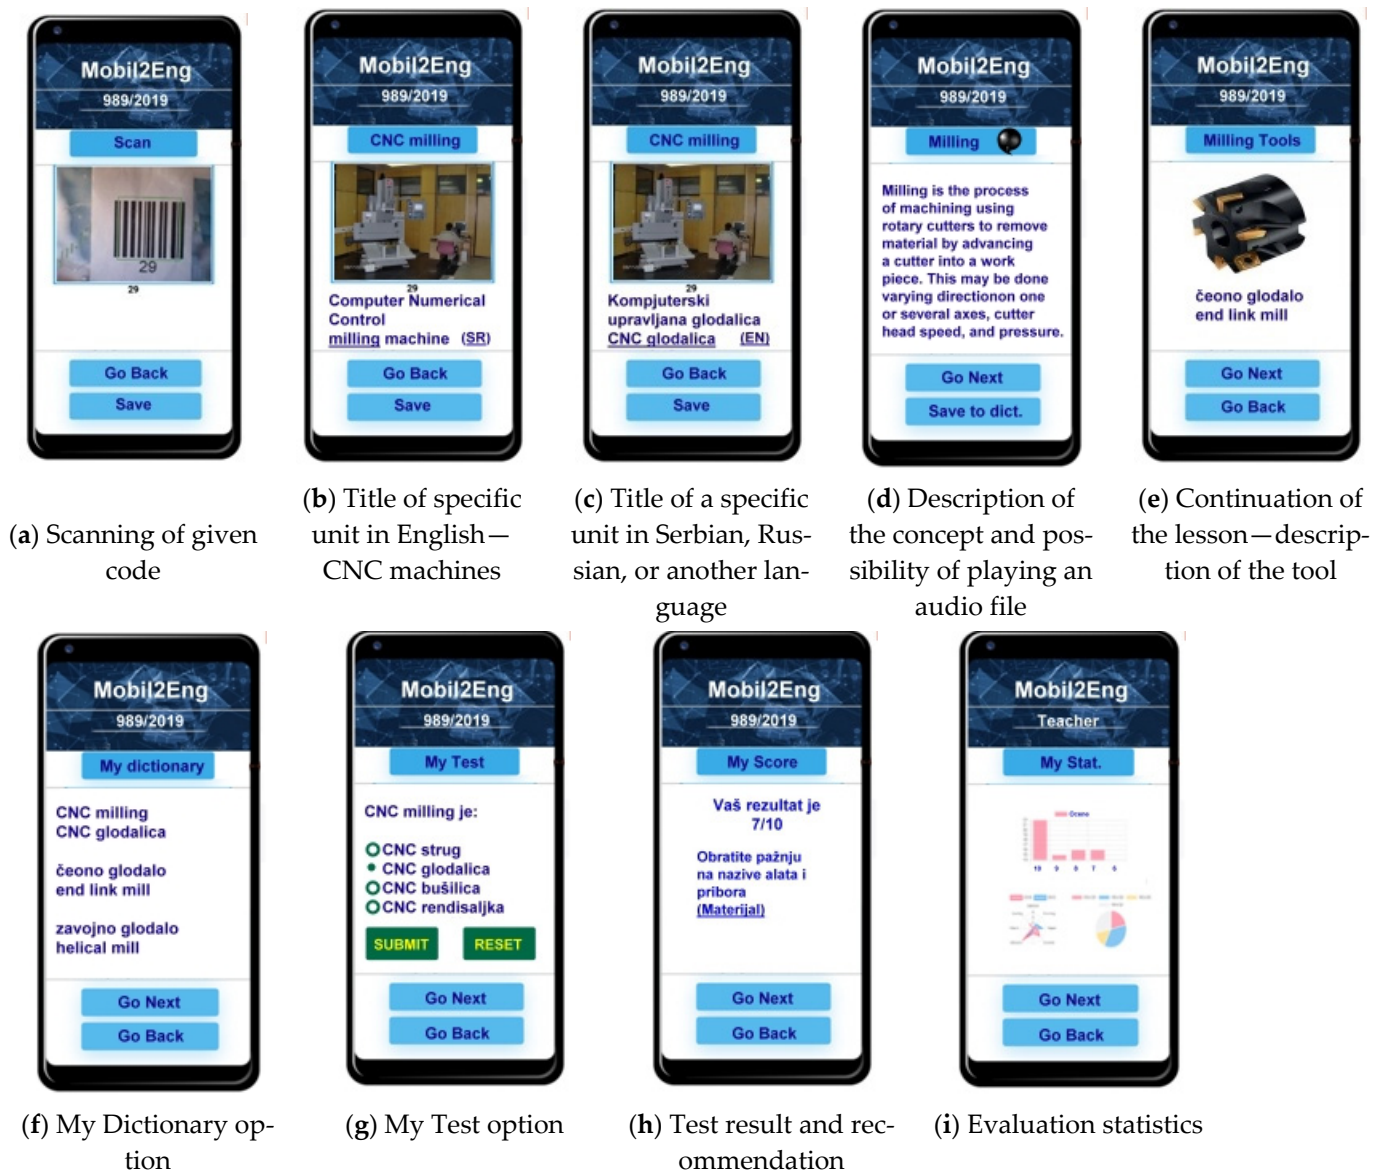 Mobil2Eng
989/2019
Scan
29
29
Go Back
Save
(a) Scanning of given
code
Mobil2Eng
989/2019
CNC milling
29
Computer Numerical
Control
milling machine (SR)
Go Back
Save
(b) Title of specific
unit in English—
CNC machines
Mobil2Eng
989/2019
CNC milling
29
Kompjuterski
upravljana glodalica
CNC glodalica (EN)
Go Back
Save
(c) Title of a specific
unit in Serbian, Rus-
sian, or another lan-
guage
Mobil2Eng
989/2019
Milling
Milling is the process
of machining using
rotary cutters to remove
material by advancing
a cutter into a work
piece. This may be done
varying directionon one
or several axes, cutter
head speed, and pressure.
Go Next
Save to dict.
(d) Description of
the concept and pos-
sibility of playing an
audio file
Mobil2Eng
989/2019
Milling Tools
čeono glodalo
end link mill
Go Next
Go Back
(e) Continuation of
the lesson—descrip-
tion of the tool
Mobil2Eng
989/2019
My dictionary
CNC milling
CNC glodalica
čeono glodalo
end link mill
zavojno glodalo
helical mill
Go Next
Go Back
(f) My Dictionary op-
tion
Mobil2Eng
989/2019
My Test
CNC milling je:
CNC strug
CNC glodalica
CNC bušilica
CNC rendisaljka
SUBMIT RESET
Go Next
Go Back
(g) My Test option
Mobil2Eng
989/2019
My Score
Vaš rezultat je
7/10
Obratite pažnju
na nazive alata i
pribora
(Materijal)
Go Next
Go Back
(h) Test result and rec-
ommendation
Mobil2Eng
Teacher
My Stat.
Ocene
Go Next
Go Back
(i) Evaluation statistics